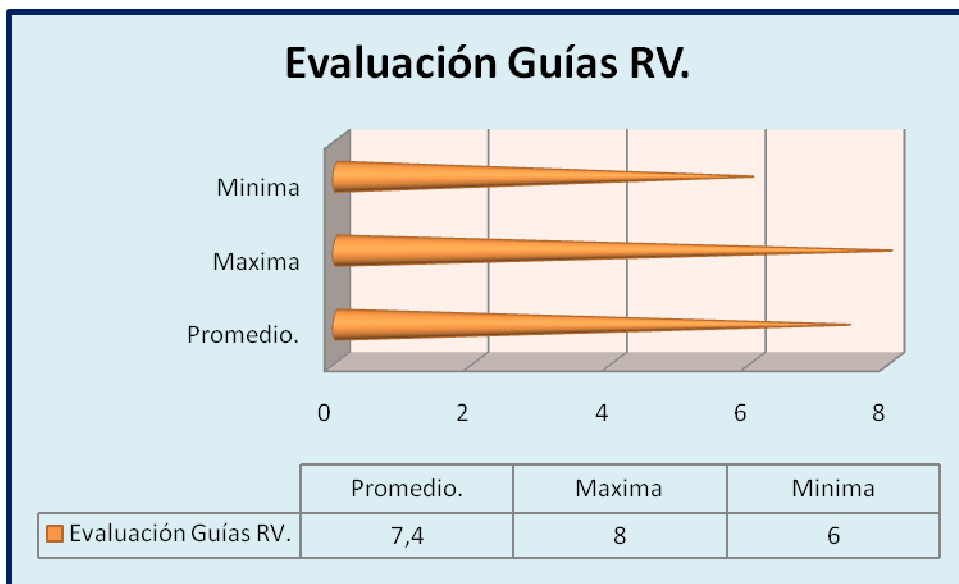 Evaluación Guías RV.
Minima
Maxima
Promedio.
0 2 4 6 8
Promedio. Maxima Minima
Evaluación Guías RV. 7,4 8 6